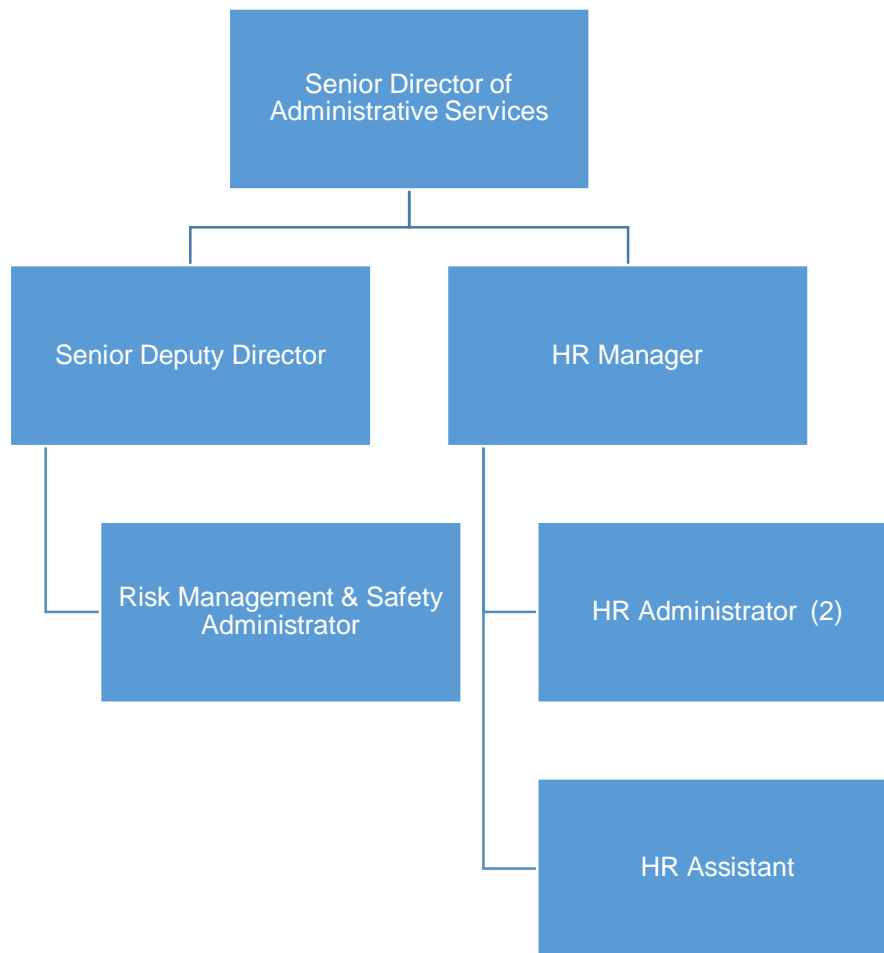 Senior Director of
Administrative Services
Senior Deputy Director
HR Manager
Risk Management & Safety
Administrator
HR Administrator  (2)
HR Assistant